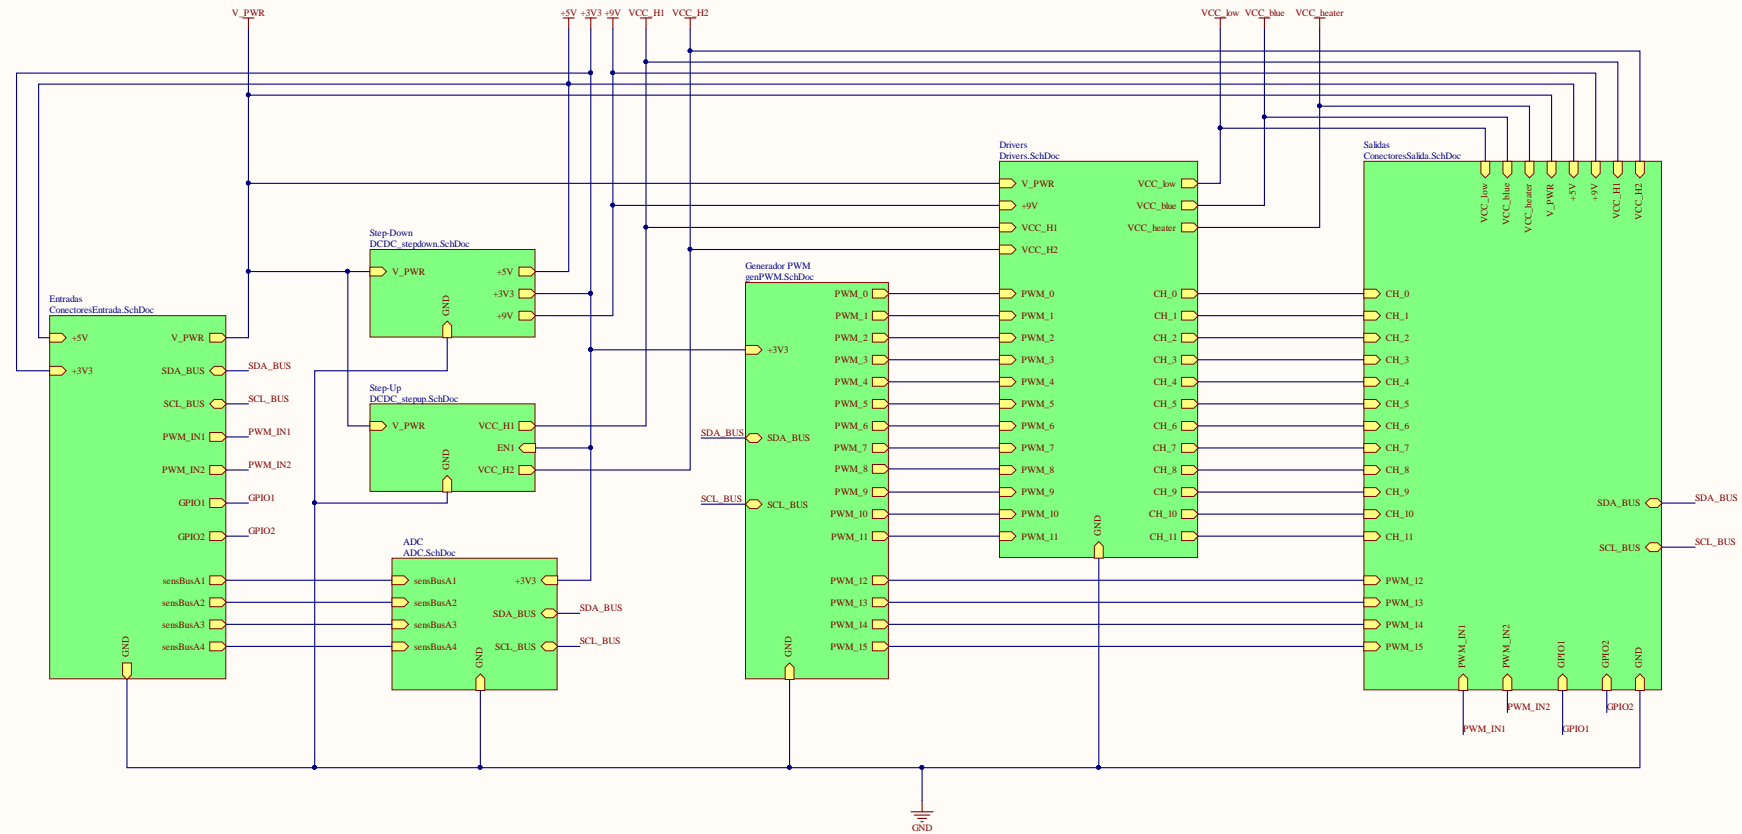 V_PWR
+5V
+3V3
+9V
VCC_H1
VCC_H2
VCC_low
VCC_blue
VCC_heater
Entradas
ConectoresEntrada.SchDoc
+5V
+3V3
V_PWR
SDA_BUS
SDA_BUS
SCL_BUS
SCL_BUS
PWM_IN1
PWM_IN1
PWM_IN2
PWM_IN2
GPIO1
GPIO1
GPIO2
GPIO2
sensBusA1
sensBusA2
sensBusA3
sensBusA4
GND
Step-Down
DCDC_stepdown.SchDoc
V_PWR
+5V
+3V3
+9V
GND
Step-Up
DCDC_stepup.SchDoc
V_PWR
VCC_H1
EN1
VCC_H2
GND
ADC
ADC.SchDoc
sensBusA1
sensBusA2
sensBusA3
sensBusA4
+3V3
SDA_BUS
SDA_BUS
SCL_BUS
SCL_BUS
GND
Generador PWM
genPWM.SchDoc
+3V3
SDA_BUS
SDA_BUS
SCL_BUS
SCL_BUS
PWM_0
PWM_1
PWM_2
PWM_3
PWM_4
PWM_5
PWM_6
PWM_7
PWM_8
PWM_9
PWM_10
PWM_11
PWM_12
PWM_13
PWM_14
PWM_15
GND
Drivers
Drivers.SchDoc
V_PWR
+9V
VCC_H1
VCC_H2
PWM_0
PWM_1
PWM_2
PWM_3
PWM_4
PWM_5
PWM_6
PWM_7
PWM_8
PWM_9
PWM_10
PWM_11
VCC_low
VCC_blue
VCC_heater
CH_0
CH_1
CH_2
CH_3
CH_4
CH_5
CH_6
CH_7
CH_8
CH_9
CH_10
CH_11
GND
Salidas
ConectoresSalida.SchDoc
VCC_low
VCC_blue
VCC_heater
V_PWR
+5V
+9V
VCC_H1
VCC_H2
CH_0
CH_1
CH_2
CH_3
CH_4
CH_5
CH_6
CH_7
CH_8
CH_9
CH_10
CH_11
PWM_12
PWM_13
PWM_14
PWM_15
SDA_BUS
SDA_BUS
SCL_BUS
SCL_BUS
PWM_IN1
PWM_IN2
GPIO1
GPIO2
GND
PWM_IN1
PWM_IN2
GPIO1
GPIO2
GND